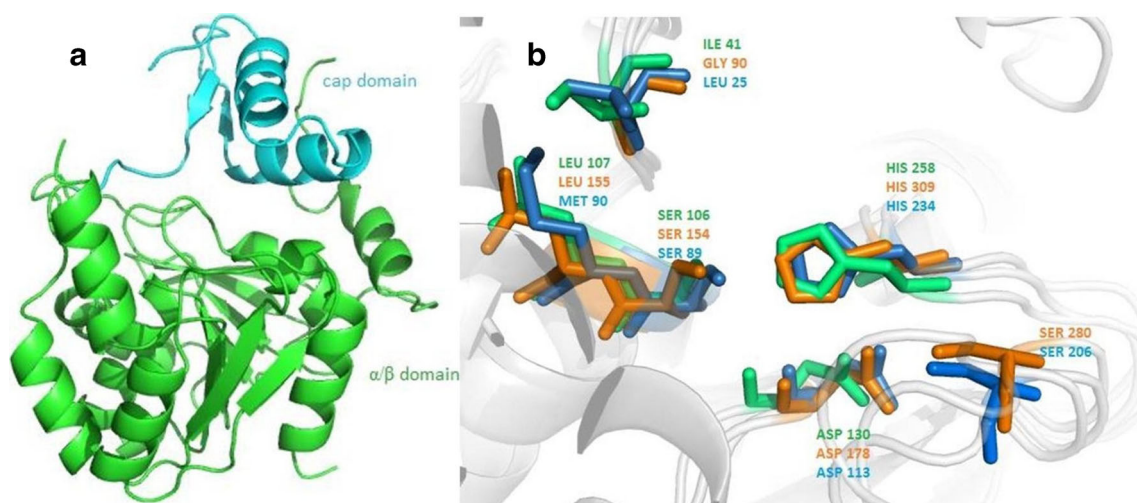 a
cap domain
α/β domain
b
ILE 41
GLY 90
LEU 25
LEU 107
LEU 155
MET 90
SER 106
SER 154
SER 89
HIS 258
HIS 309
HIS 234
SER 280
SER 206
ASP 130
ASP 178
ASP 113